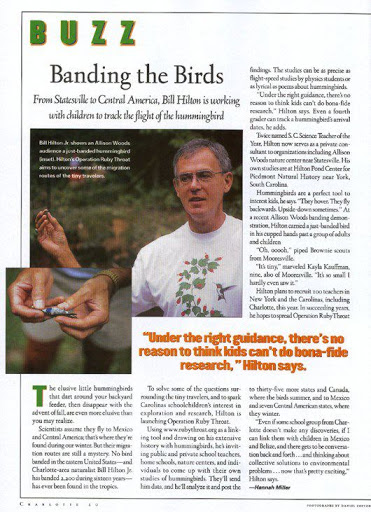 BUZZ
Banding the Birds
From Statesville to Central America, Bill Hilton is working
with children to track the flight of the hummingbird
Bill Hilton Jr. shows an Allison Woods
audience a just-banded hummingbird
(inset). Hilton's Operation Ruby Throat
aims to uncover some of the migration
routes of the tiny travelers.
findings. The studies can be as precise as
flight-speed studies by physics students or
as lyrical as poems about hummingbirds.
"Under the right guidance, there's no
reason to think kids can't do bona-fide
research," Hilton says. Even a fourth
grader can track a hummingbird's arrival
dates, he adds.
Twice named S.C. Science Teacher of the
Year, Hilton now serves as a private con-
sultant to organizations including Allison
Woods nature center near Statesville. His
own studies are at Hilton Pond Center for
Piedmont Natural History near York,
South Carolina.
Hummingbirds are a perfect tool to
interest kids, he says. "They hover. They fly
backwards. Upside-down sometimes." At
a recent Allison Woods banding demon-
stration, Hilton carried a just-banded bird
in his cupped hands past a group of adults
and children.
"Oh, ooooh," piped Brownie scouts
from Mooresville.
"It's tiny," marveled Kayla Kauffman,
nine, also of Mooresville. "It's so small I
hardly even saw it."
Hilton plans to recruit 100 teachers in
New York and the Carolinas, including
Charlotte, this year. In succeeding years,
he hopes to spread Operation Ruby Throat
"Under the right guidance, there's no
reason to think kids can't do bona-fide
research," Hilton says.
The elusive little hummingbirds
that dart around your backyard
feeder, then disappear with the
advent of fall, are even more elusive than
you may realize.
Scientists assume they fly to Mexico
and Central America; that's where they're
found during our winter. But their migra-
tion routes are still a mystery. No bird
banded in the eastern United States—and
Charlotte-area naturalist Bill Hilton Jr.
has banded 2,200 during sixteen years—
has ever been found in the tropics.
To solve some of the questions sur-
rounding the tiny travelers, and to spark
Carolinas schoolchildren's interest in
exploration and research, Hilton is
launching Operation Ruby Throat.
Using www.rubythroat.org as a link-
ing tool and drawing on his extensive
history with hummingbirds, he's invit-
ing public and private school teachers,
home schools, nature centers, and indi-
viduals to come up with their own
studies of hummingbirds. They'll send
him data, and he'll analyze it and post the
to thirty-five more states and Canada,
where the birds summer, and to Mexico
and seven Central American states, where
they winter.
"Even if some school group from Char-
lotte doesn't make any discoveries, if I
can link them with children in Mexico
and Belize, and there gets to be conversa-
tion back and forth . . . and thinking about
collective solutions to environmental
problems . . . now that's pretty exciting,"
Hilton says.
—Hannah Miller
CHARLOTTE 20
PHOTOGRAPHS BY DANIEL